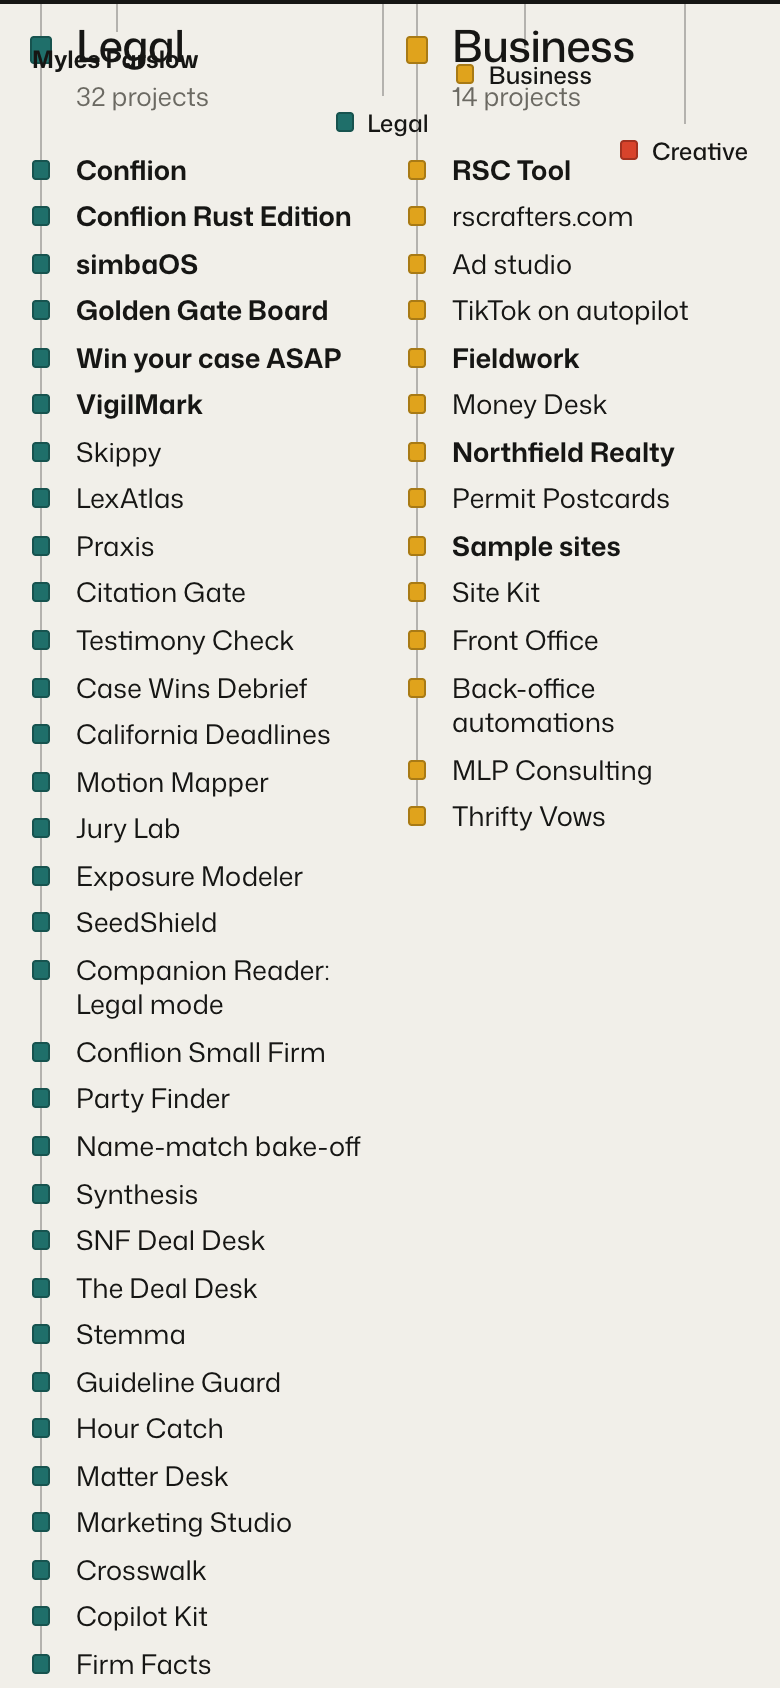 Legal
Myles Parslow
32 projects
Legal
Conflion
Conflion Rust Edition
simbaOS
Golden Gate Board
Win your case ASAP
VigilMark
Skippy
LexAtlas
Praxis
Citation Gate
Testimony Check
Case Wins Debrief
California Deadlines
Motion Mapper
Jury Lab
Exposure Modeler
SeedShield
Companion Reader:
Legal mode
Conflion Small Firm
Party Finder
Name-match bake-off
Synthesis
SNF Deal Desk
The Deal Desk
Stemma
Guideline Guard
Hour Catch
Matter Desk
Marketing Studio
Crosswalk
Copilot Kit
Firm Facts
Business
Business
14 projects
Creative
RSC Tool
rscrafters.com
Ad studio
TikTok on autopilot
Fieldwork
Money Desk
Northfield Realty
Permit Postcards
Sample sites
Site Kit
Front Office
Back-office
automations
MLP Consulting
Thrifty Vows